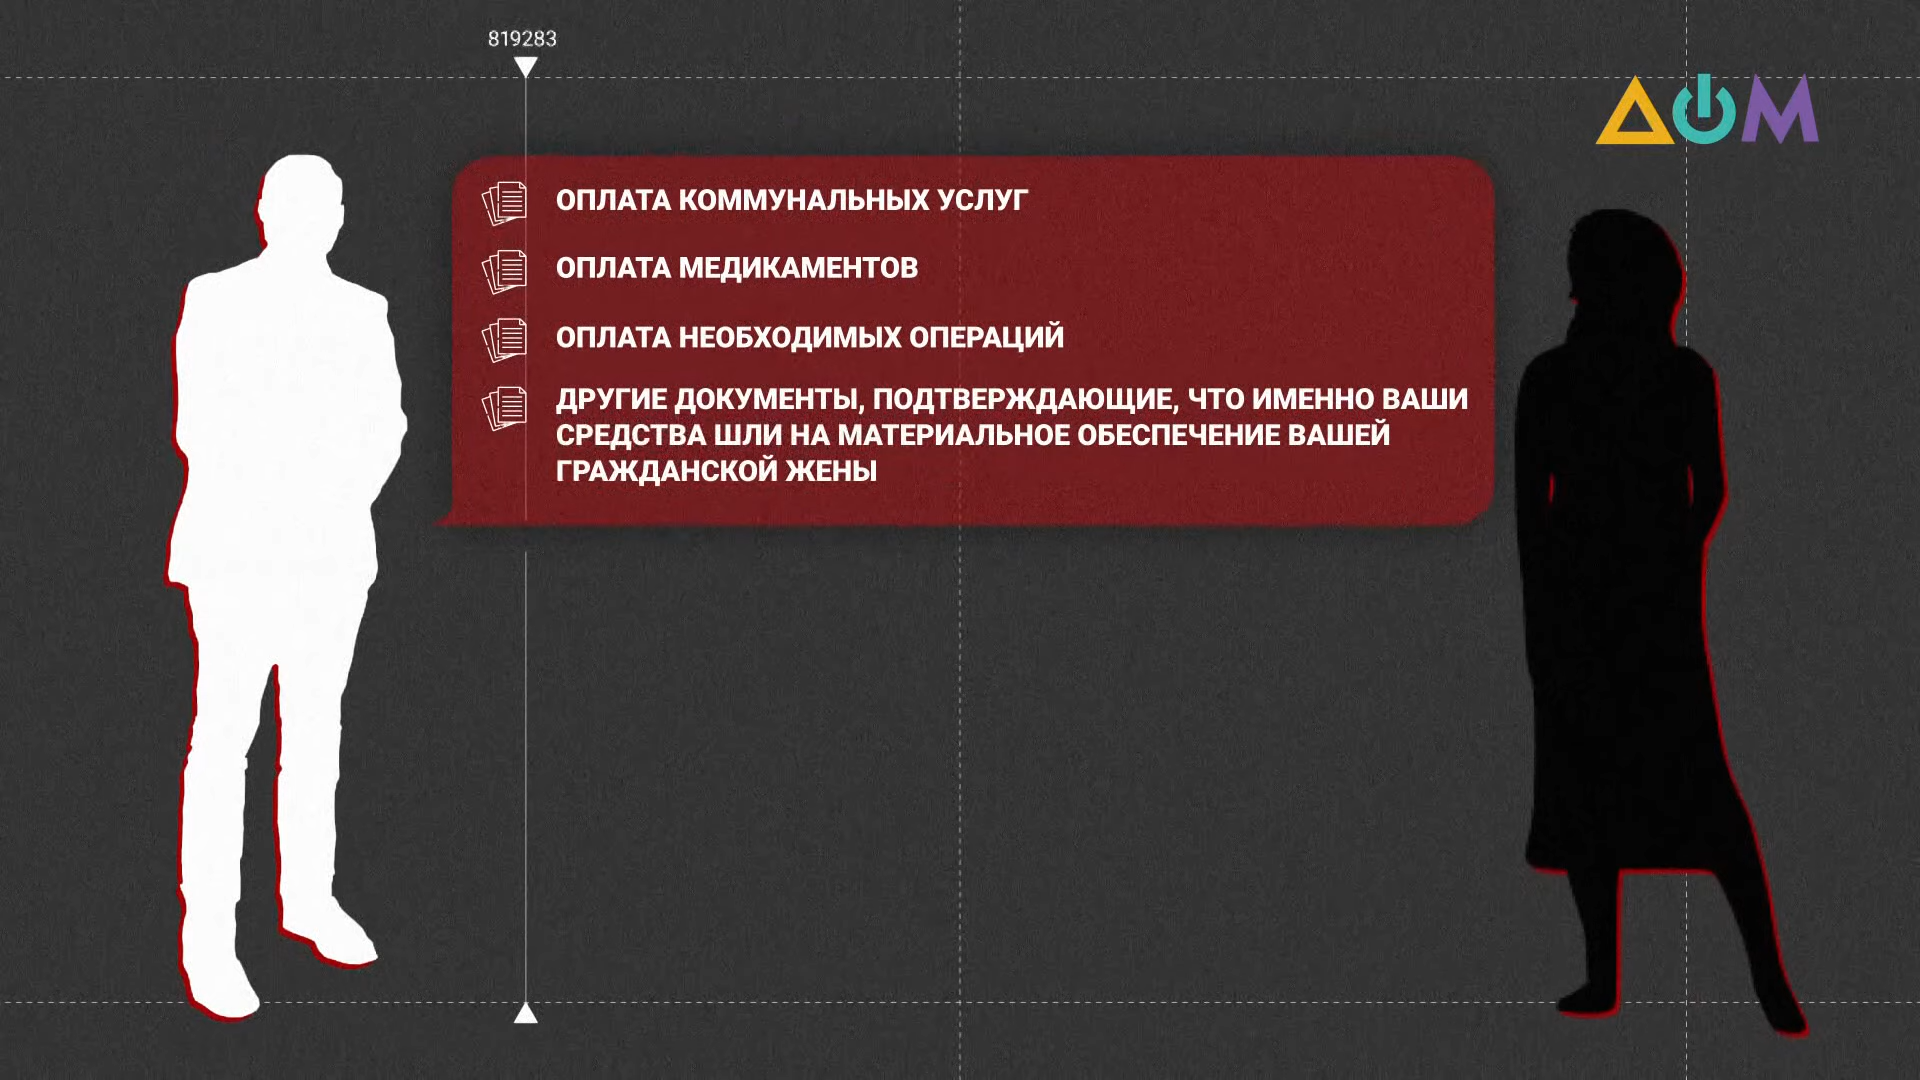 819283
ДОМ
ОПЛАТА КОММУНАЛЬНЫХ УСЛУГ
ОПЛАТА МЕДИКАМЕНТОВ
ОПЛАТА НЕОБХОДИМЫХ ОПЕРАЦИЙ
ДРУГИЕ ДОКУМЕНТЫ, ПОДТВЕРЖДАЮЩИЕ, ЧТО ИМЕННО ВАШИ
СРЕДСТВА ШЛИ НА МАТЕРИАЛЬНОЕ ОБЕСПЕЧЕНИЕ ВАШЕЙ
ГРАЖДАНСКОЙ ЖЕНЫ